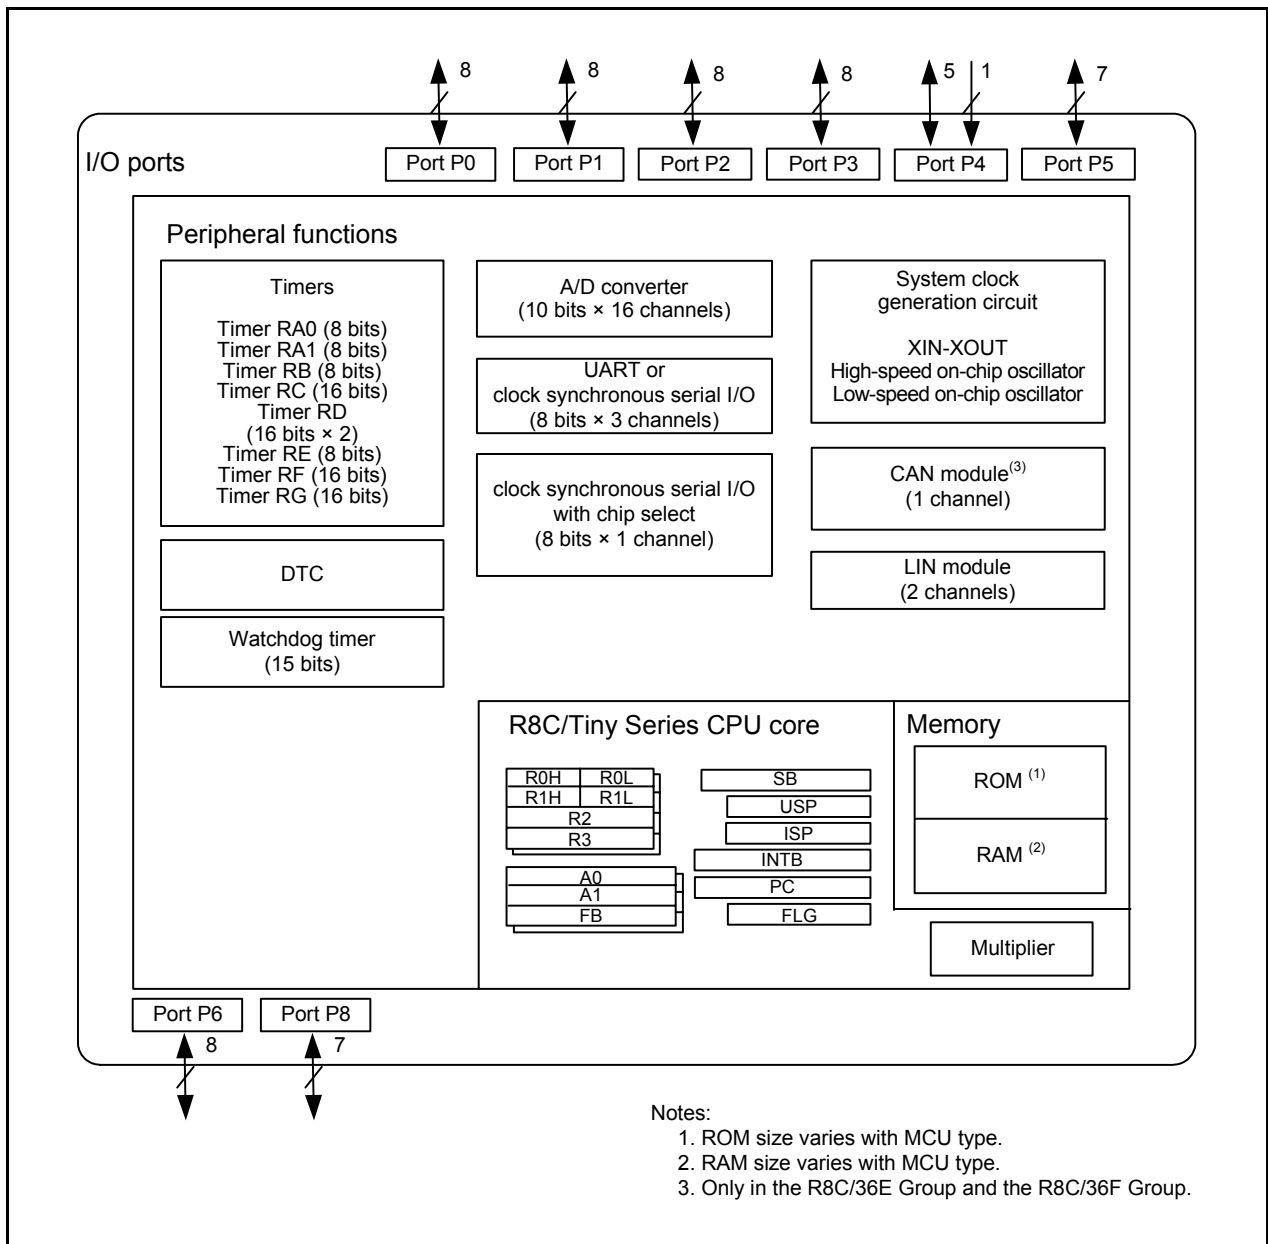 8
8
8
8
5
1
7
I/O ports
Port P0
Port P1
Port P2
Port P3
Port P4
Port P5
Peripheral functions
Timers
Timer RA0 (8 bits)
Timer RA1 (8 bits)
Timer RB (8 bits)
Timer RC (16 bits)
Timer RD
(16 bits × 2)
Timer RE (8 bits)
Timer RF (16 bits)
Timer RG (16 bits)
DTC
Watchdog timer
(15 bits)
A/D converter
(10 bits × 16 channels)
UART or
clock synchronous serial I/O
(8 bits × 3 channels)
clock synchronous serial I/O
with chip select
(8 bits × 1 channel)
System clock
generation circuit
XIN-XOUT
High-speed on-chip oscillator
Low-speed on-chip oscillator
CAN module(3)
(1 channel)
LIN module
(2 channels)
R8C/Tiny Series CPU core
R0H
R0L
R1H
R1L
R2
R3
A0
A1
FB
SB
USP
ISP
INTB
PC
FLG
Memory
ROM (1)
RAM (2)
Multiplier
Port P6
Port P8
8
7
Notes:
1. ROM size varies with MCU type.
2. RAM size varies with MCU type.
3. Only in the R8C/36E Group and the R8C/36F Group.